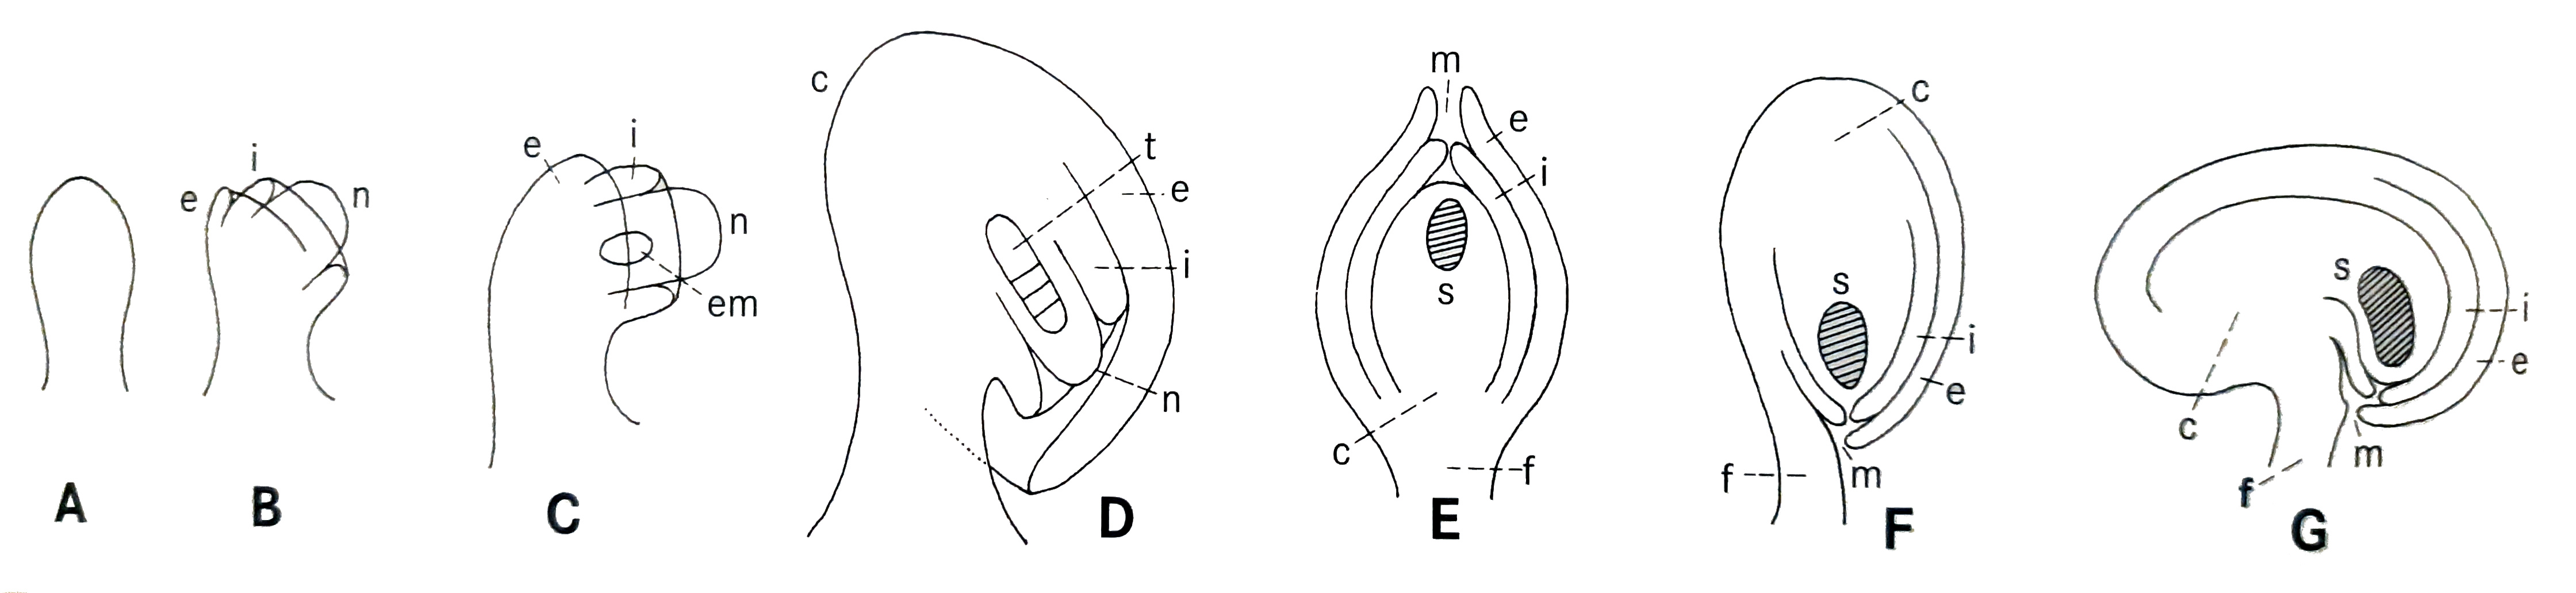 e i n
e i n em
c t e i n
m e i s c f
c s i e f m
s i e c m f
A B C D E F G